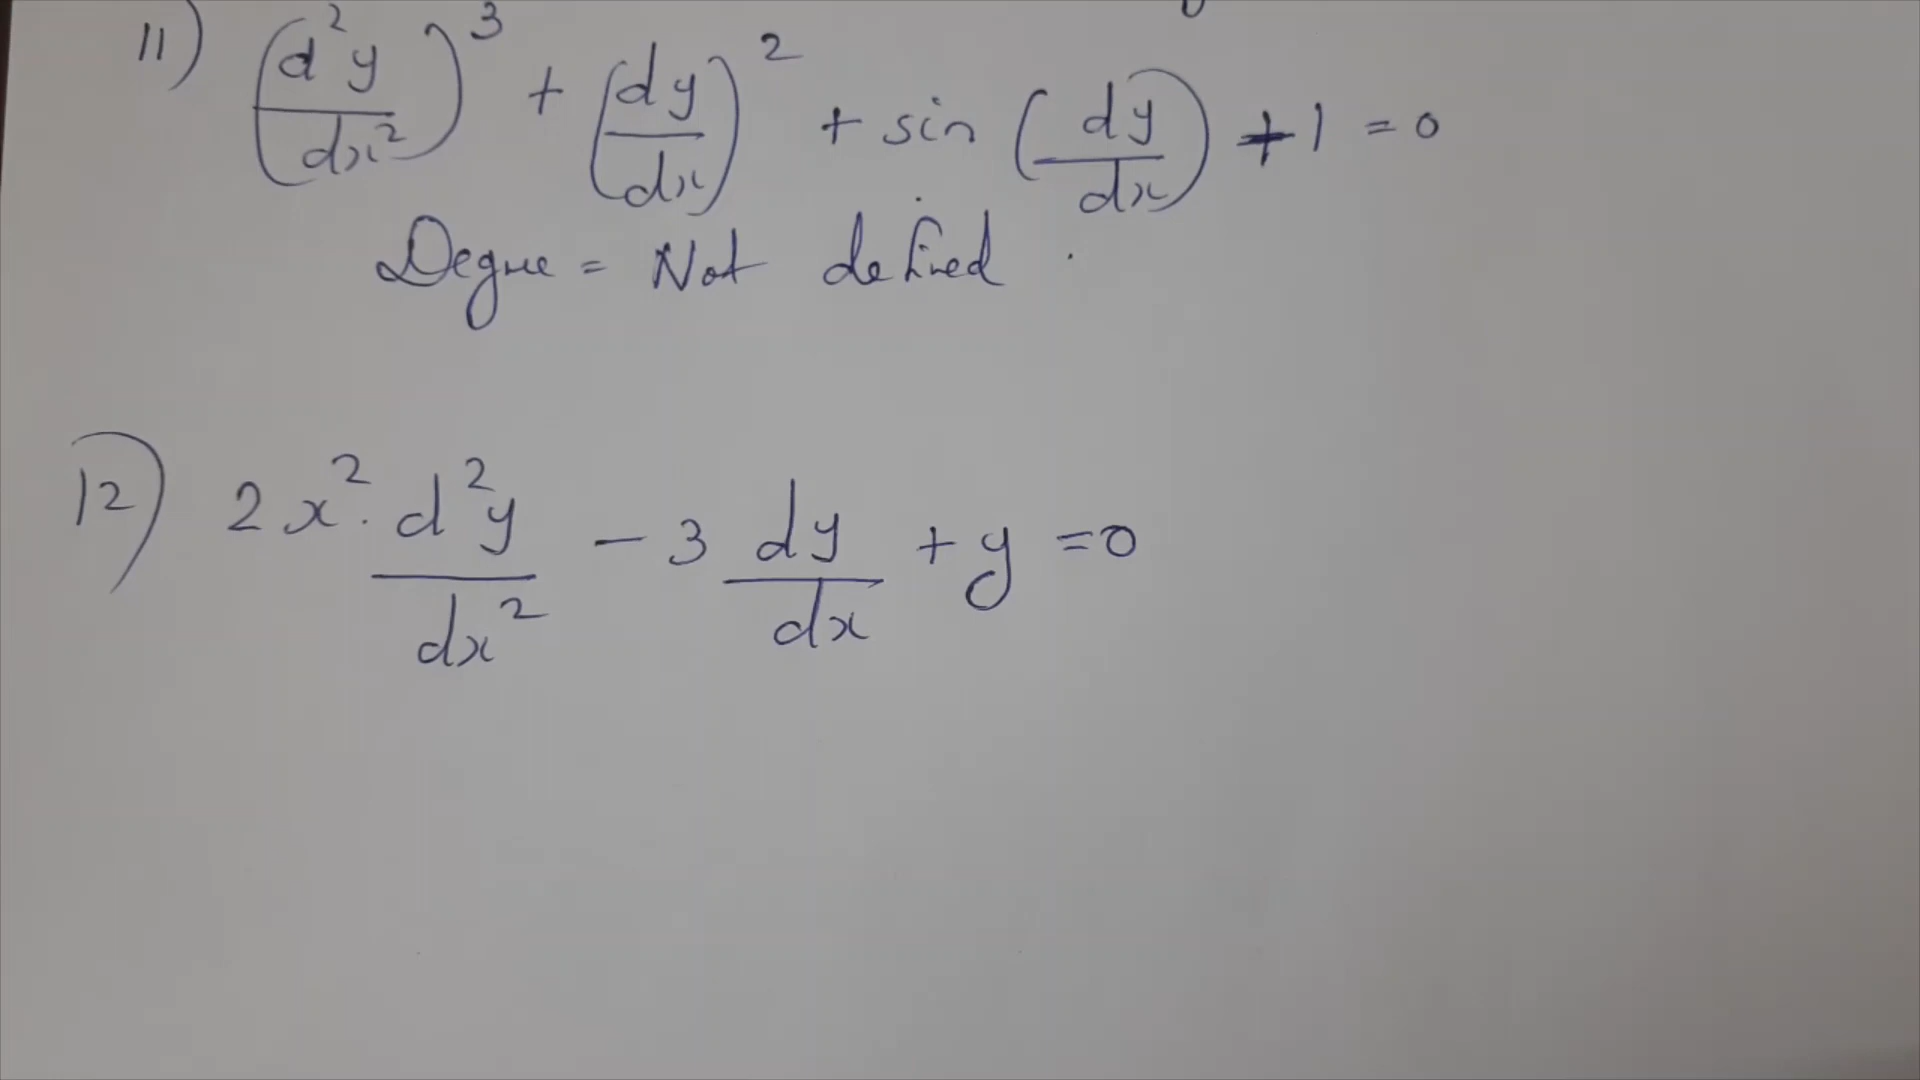 11) (d²y/dx²)³ + (dy/dx)² + sin (dy/dx) + 1 = 0
Degree = Not defined .
12) 2x². d²y/dx² - 3 dy/dx + y = 0